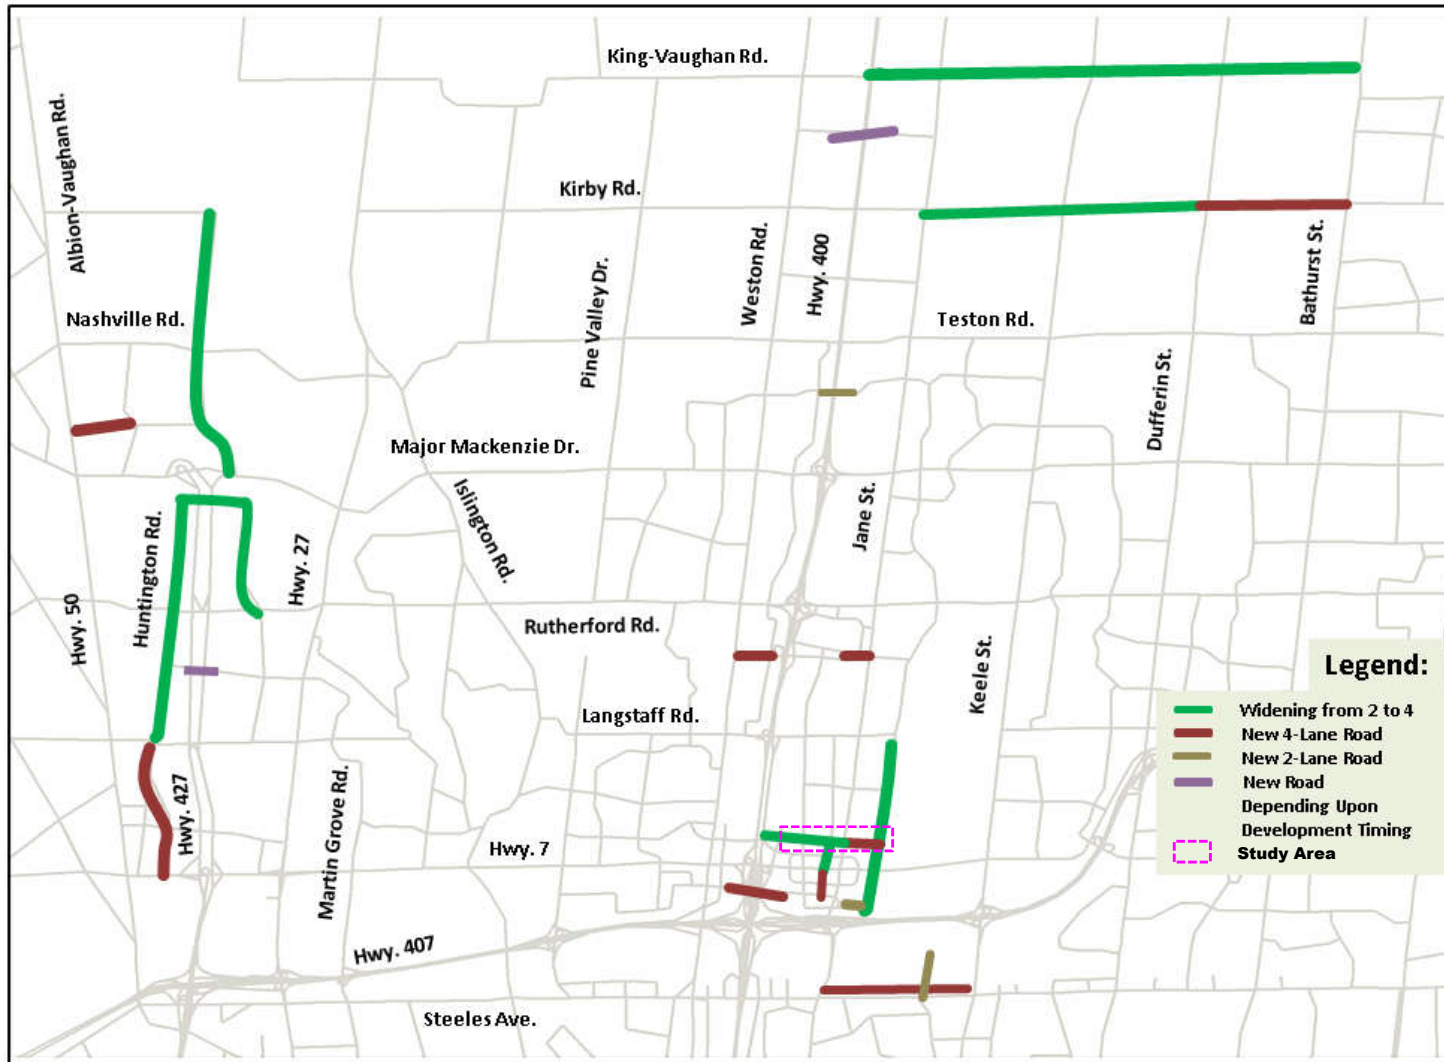 King-Vaughan Rd.
Albion-Vaughan Rd.
Kirby Rd.
Weston Rd.
Hwy. 400
Bathurst St.
Pine Valley Dr.
Nashville Rd.
Teston Rd.
Dufferin St.
Major Mackenzie Dr.
Islington Rd.
Jane St.
Huntington Rd.
Hwy. 27
Hwy. 50
Rutherford Rd.
Keele St.
Langstaff Rd.
Hwy. 427
Martin Grove Rd.
Hwy. 7
Hwy. 407
Steeles Ave.
Legend:
Widening from 2 to 4
New 4-Lane Road
New 2-Lane Road
New Road
Depending Upon
Development Timing
Study Area